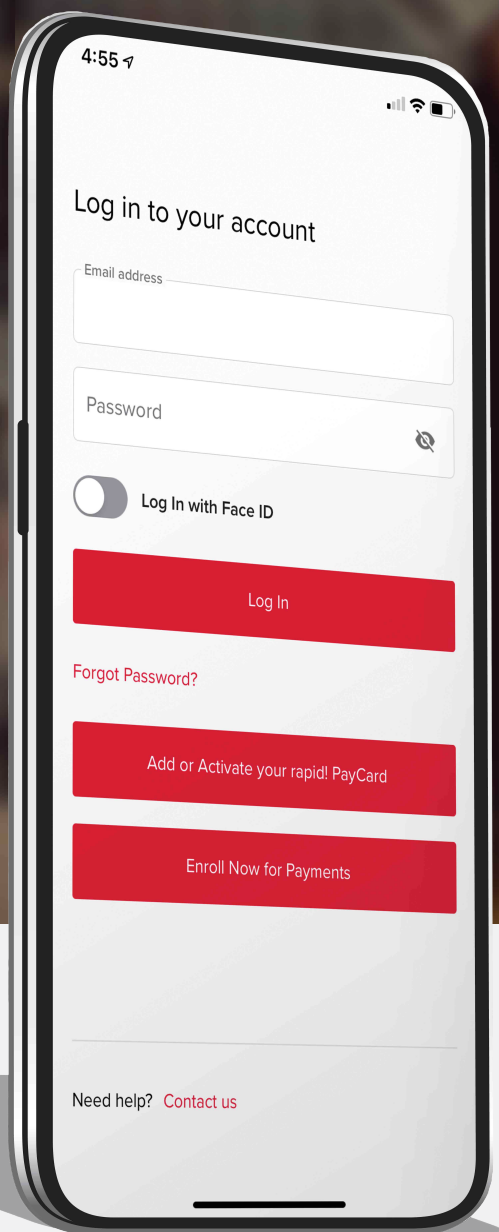 4:55
Log in to your account
Email address
Password
Log In with Face ID
Log In
Forgot Password?
Add or Activate your rapid! PayCard
Enroll Now for Payments
Need help? Contact us